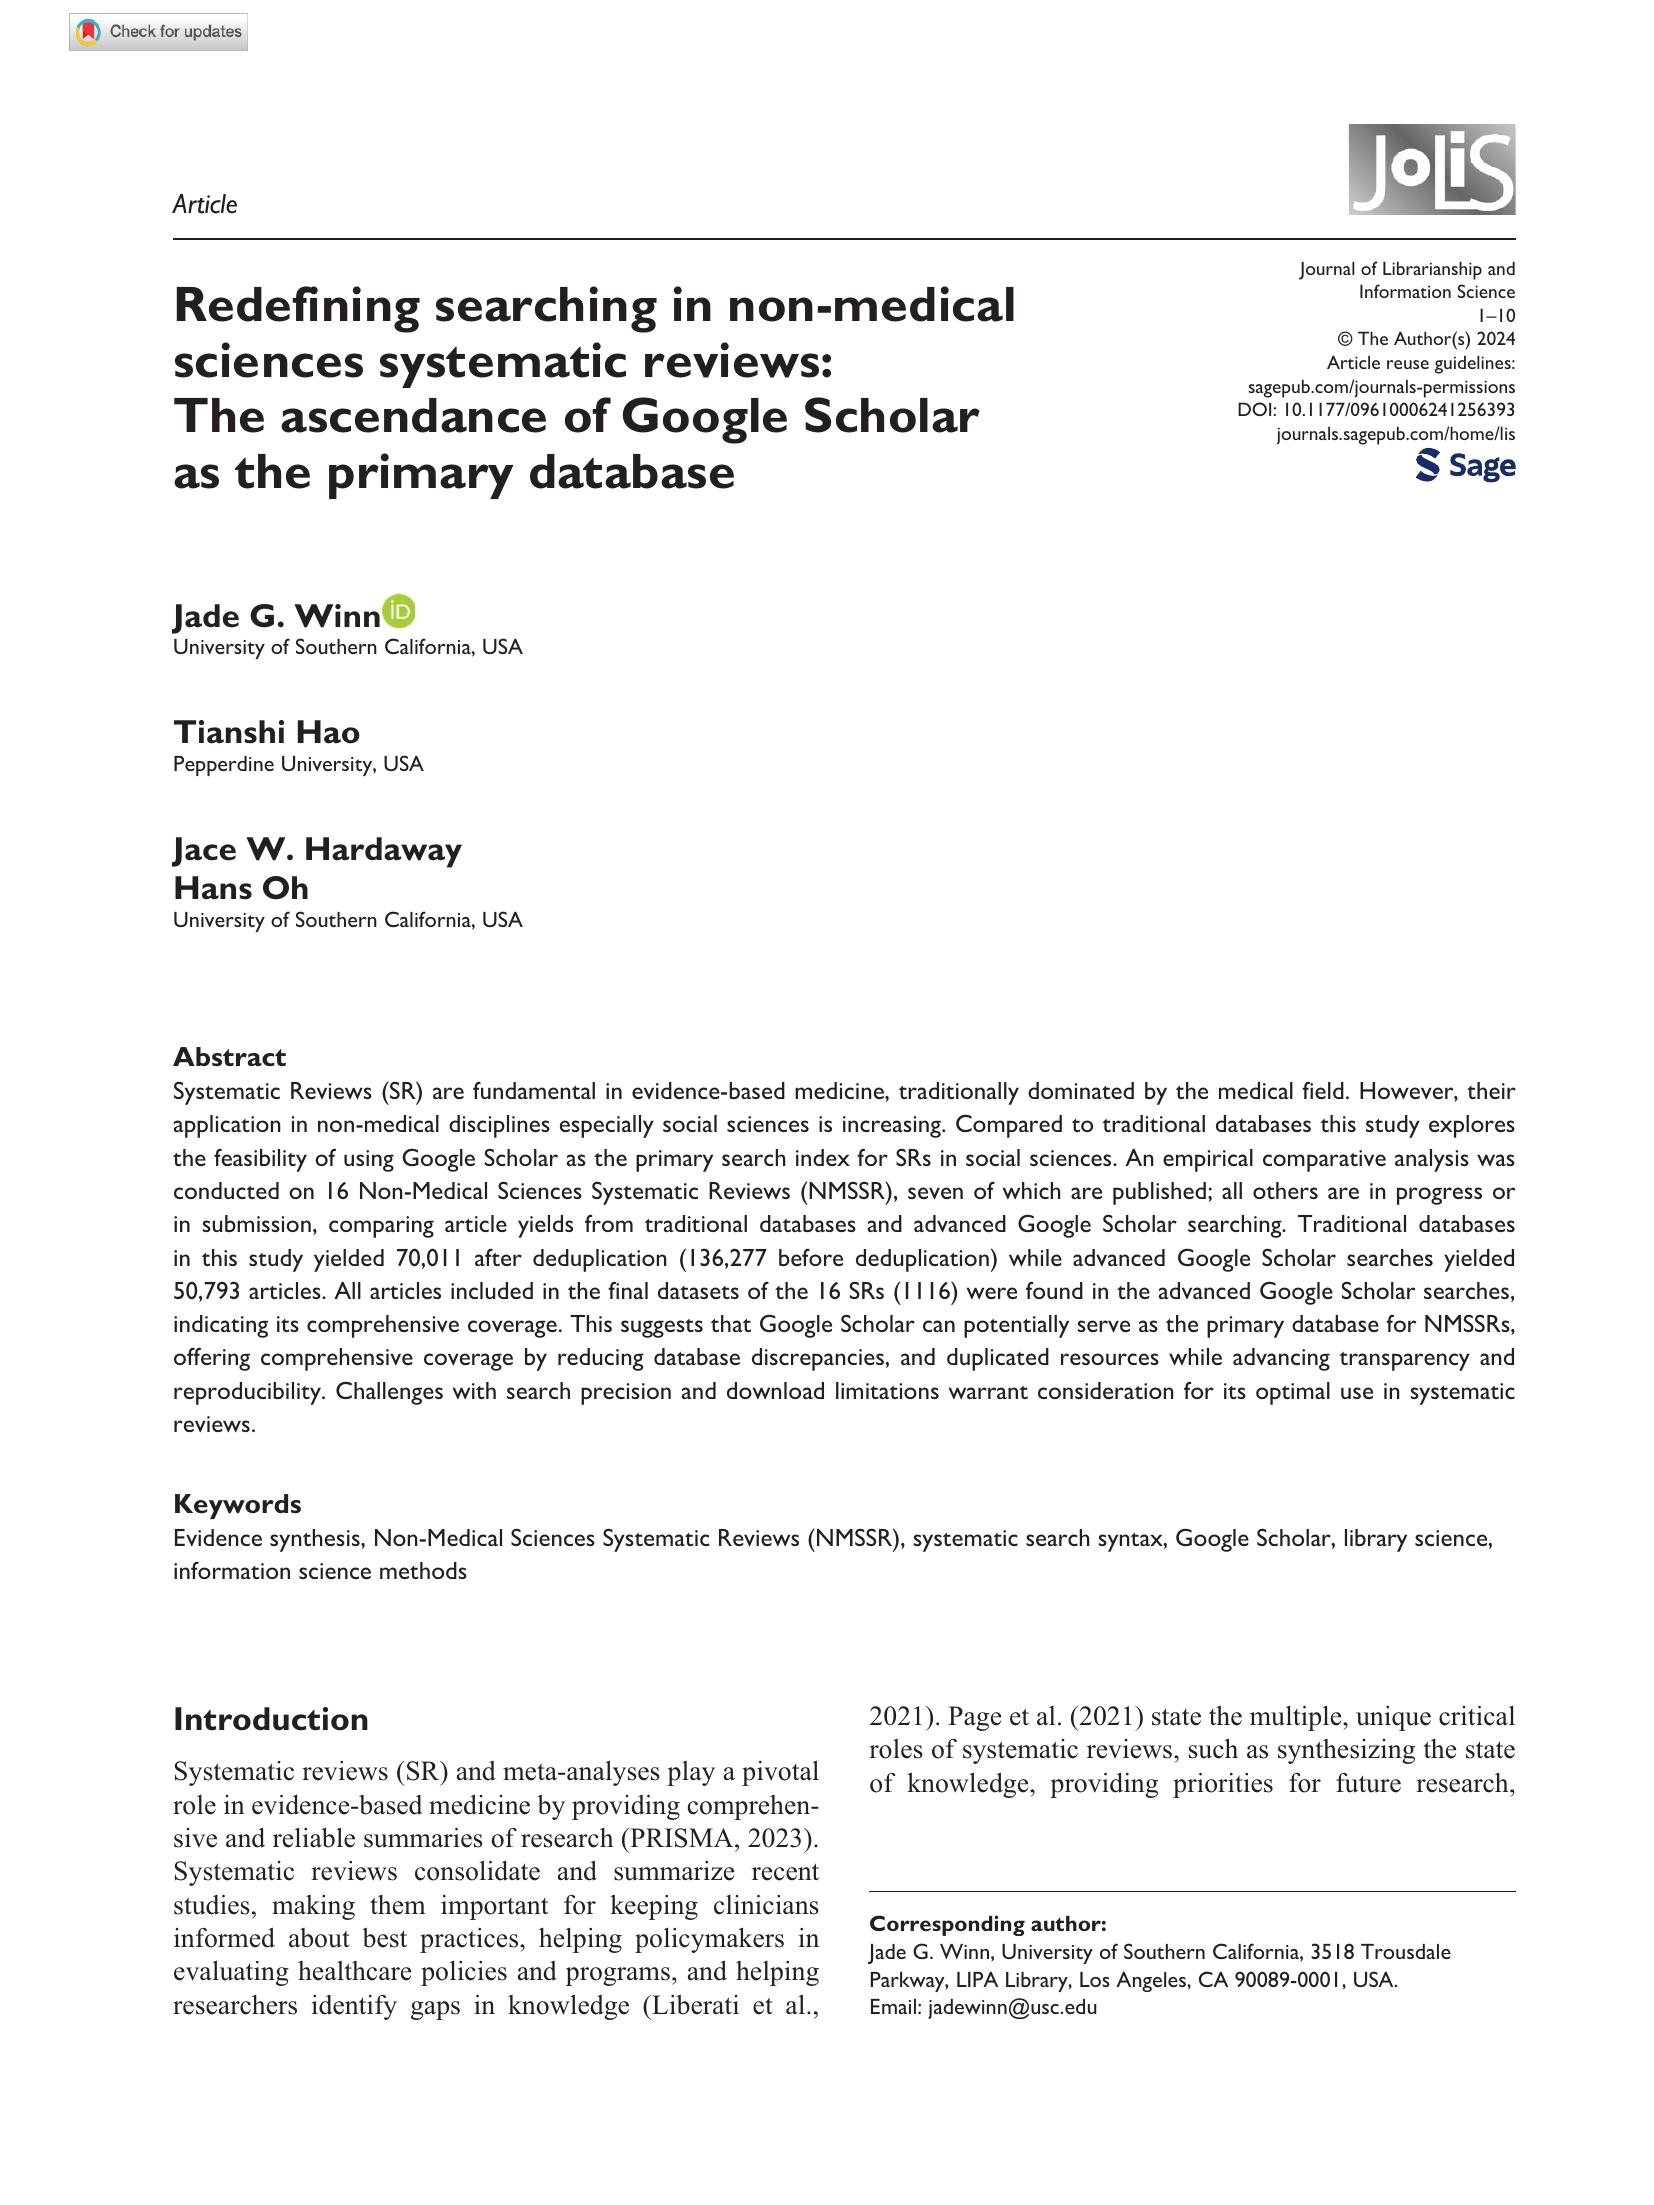 Check for updates
JOLiS
Article
Journal of Librarianship and
Information Science
1–10
© The Author(s) 2024
Article reuse guidelines:
sagepub.com/journals-permissions
DOI: 10.1177/09610006241256393
journals.sagepub.com/home/lis
Sage
Redefining searching in non-medical
sciences systematic reviews:
The ascendance of Google Scholar
as the primary database
Jade G. Winn iD
University of Southern California, USA
Tianshi Hao
Pepperdine University, USA
Jace W. Hardaway
Hans Oh
University of Southern California, USA
Abstract
Systematic Reviews (SR) are fundamental in evidence-based medicine, traditionally dominated by the medical field. However, their
application in non-medical disciplines especially social sciences is increasing. Compared to traditional databases this study explores
the feasibility of using Google Scholar as the primary search index for SRs in social sciences. An empirical comparative analysis was
conducted on 16 Non-Medical Sciences Systematic Reviews (NMSSR), seven of which are published; all others are in progress or
in submission, comparing article yields from traditional databases and advanced Google Scholar searching. Traditional databases
in this study yielded 70,011 after deduplication (136,277 before deduplication) while advanced Google Scholar searches yielded
50,793 articles. All articles included in the final datasets of the 16 SRs (1116) were found in the advanced Google Scholar searches,
indicating its comprehensive coverage. This suggests that Google Scholar can potentially serve as the primary database for NMSSRs,
offering comprehensive coverage by reducing database discrepancies, and duplicated resources while advancing transparency and
reproducibility. Challenges with search precision and download limitations warrant consideration for its optimal use in systematic
reviews.
Keywords
Evidence synthesis, Non-Medical Sciences Systematic Reviews (NMSSR), systematic search syntax, Google Scholar, library science,
information science methods
Introduction
Systematic reviews (SR) and meta-analyses play a pivotal
role in evidence-based medicine by providing comprehen-
sive and reliable summaries of research (PRISMA, 2023).
Systematic reviews consolidate and summarize recent
studies, making them important for keeping clinicians
informed about best practices, helping policymakers in
evaluating healthcare policies and programs, and helping
researchers identify gaps in knowledge (Liberati et al.,
2021). Page et al. (2021) state the multiple, unique critical
roles of systematic reviews, such as synthesizing the state
of knowledge, providing priorities for future research,
Corresponding author:
Jade G. Winn, University of Southern California, 3518 Trousdale
Parkway, LIPA Library, Los Angeles, CA 90089-0001, USA.
Email: jadewinn@usc.edu